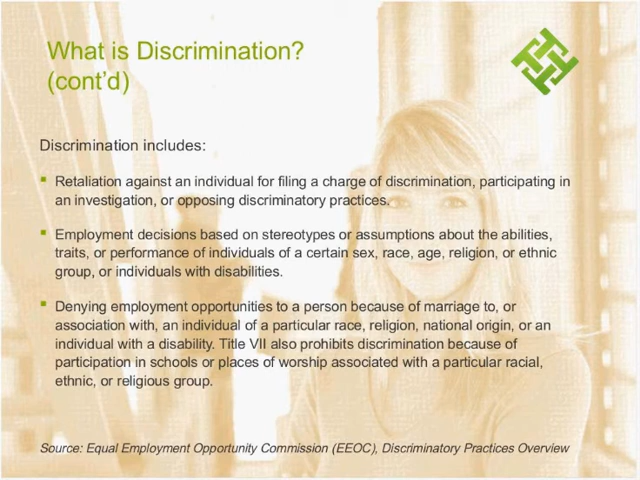 What is Discrimination?
(cont’d)
Discrimination includes:
▪ Retaliation against an individual for filing a charge of discrimination, participating in
an investigation, or opposing discriminatory practices.
▪ Employment decisions based on stereotypes or assumptions about the abilities,
traits, or performance of individuals of a certain sex, race, age, religion, or ethnic
group, or individuals with disabilities.
▪ Denying employment opportunities to a person because of marriage to, or
association with, an individual of a particular race, religion, national origin, or an
individual with a disability. Title VII also prohibits discrimination because of
participation in schools or places of worship associated with a particular racial,
ethnic, or religious group.
Source: Equal Employment Opportunity Commission (EEOC), Discriminatory Practices Overview